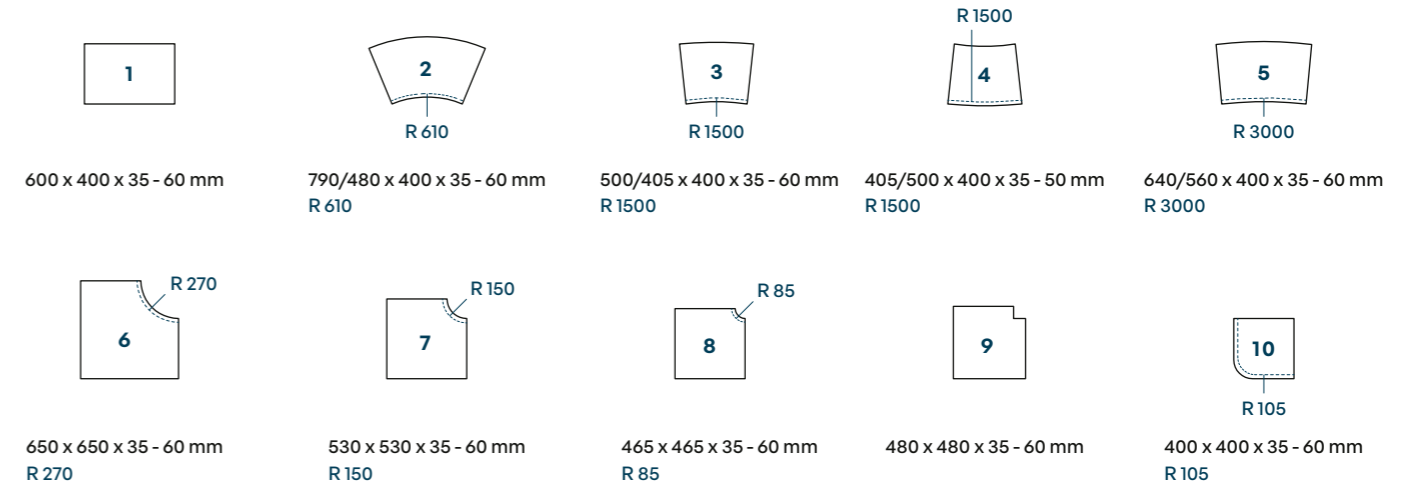 R 1500
1
2
3
4
5
R 610
R 1500
R 3000
600 x 400 x 35 - 60 mm
790/480 x 400 x 35 - 60 mm
500/405 x 400 x 35 - 60 mm
405/500 x 400 x 35 - 50 mm
640/560 x 400 x 35 - 60 mm
R 610
R 1500
R 1500
R 3000
R 270
R 150
R 85
6
7
8
9
10
R 105
650 x 650 x 35 - 60 mm
530 x 530 x 35 - 60 mm
465 x 465 x 35 - 60 mm
480 x 480 x 35 - 60 mm
400 x 400 x 35 - 60 mm
R 270
R 150
R 85
R 105